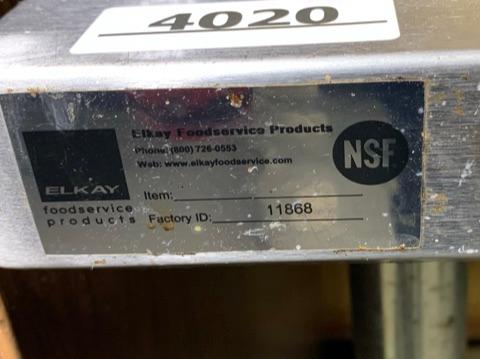 4020
Elkay Foodservice Products
Phone: (800) 726-0553
Web: www.elkayfoodservice.com
NSF
ELKAY
foodservice
products
Item:
Factory ID: 11868